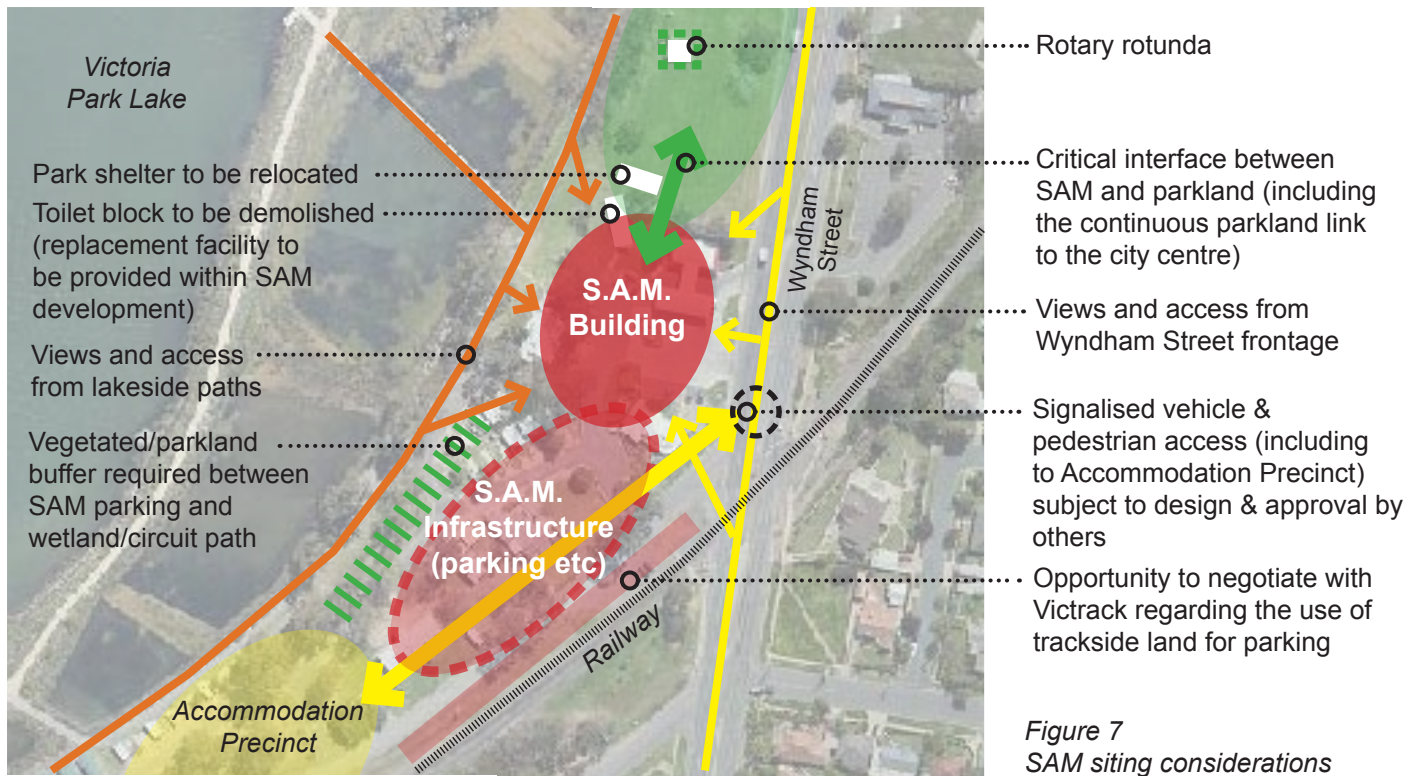 Victoria
Park Lake
Park shelter to be relocated
Toilet block to be demolished
(replacement facility to
be provided within SAM
development)
Views and access
from lakeside paths
Vegetated/parkland
buffer required between
SAM parking and
wetland/circuit path
S.A.M.
Building
S.A.M.
Infrastructure
(parking etc)
Accommodation
Precinct
Railway
Wyndham
Street
Rotary rotunda
Critical interface between
SAM and parkland (including
the continuous parkland link
to the city centre)
Views and access from
Wyndham Street frontage
Signalised vehicle &
pedestrian access (including
to Accommodation Precinct)
subject to design & approval by
others
Opportunity to negotiate with
Victrack regarding the use of
trackside land for parking
Figure 7
SAM siting considerations